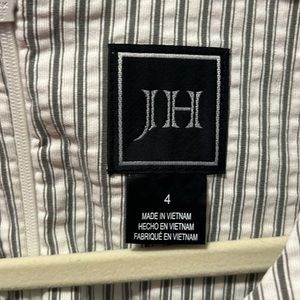 JH
4
MADE IN VIETNAM
HECHO EN VIETNAM
FABRIQUÉ EN VIETNAM